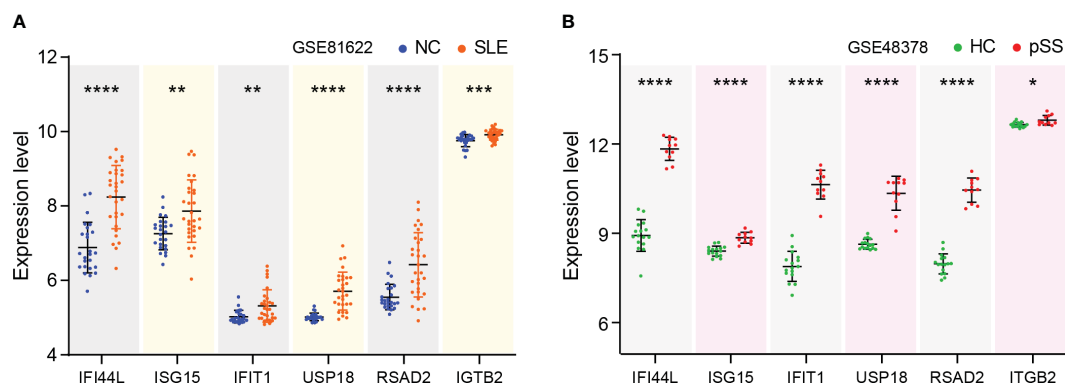 A
GSE81622 NC SLE
Expression level
12
10
8
6
4
**** ** ** **** **** ***
IFI44L ISG15 IFIT1 USP18 RSAD2 IGTB2
B
GSE48378 HC pSS
Expression level
15
12
9
6
**** **** **** **** **** *
IFI44L ISG15 IFIT1 USP18 RSAD2 ITGB2